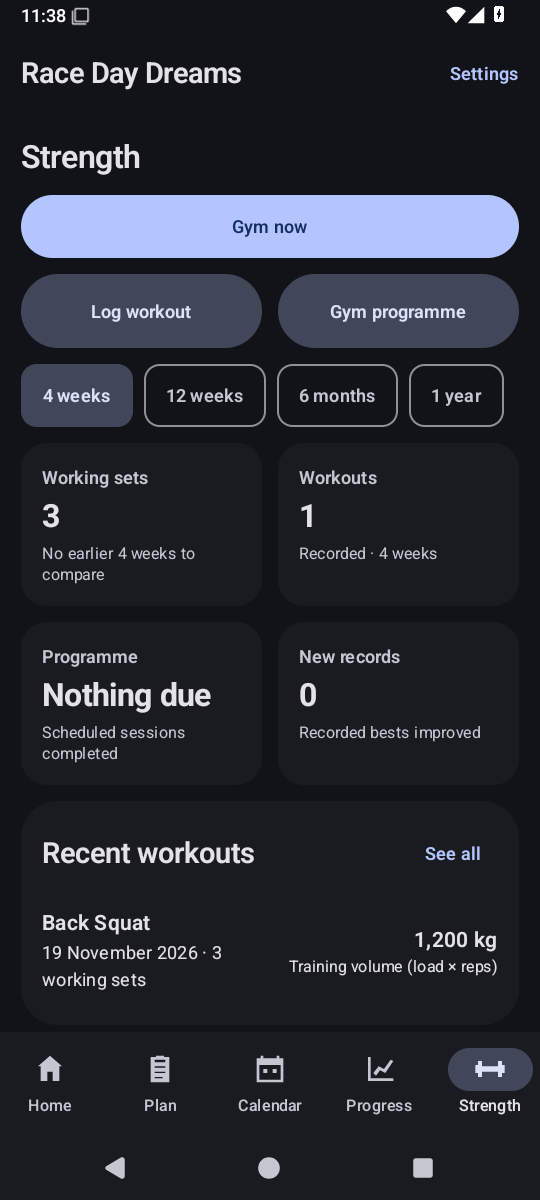 11:38
Race Day Dreams
Settings
Strength
Gym now
Log workout
Gym programme
4 weeks
12 weeks
6 months
1 year
Working sets
3
No earlier 4 weeks to
compare
Workouts
1
Recorded · 4 weeks
Programme
Nothing due
Scheduled sessions
completed
New records
0
Recorded bests improved
Recent workouts
See all
Back Squat
19 November 2026 · 3
working sets
1,200 kg
Training volume (load × reps)
Home
Plan
Calendar
Progress
Strength